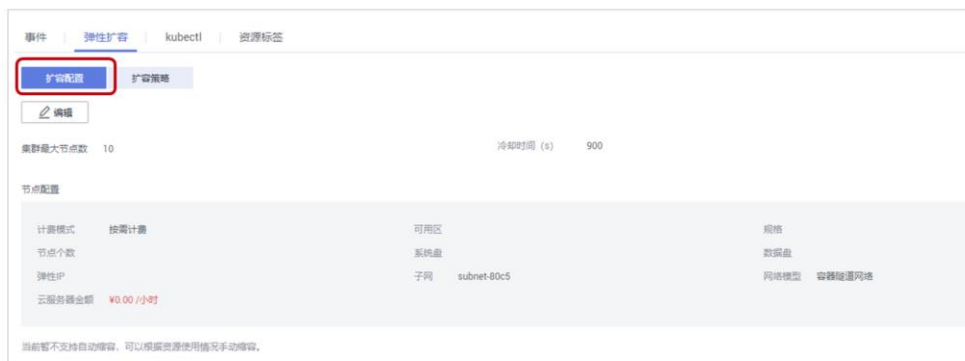 事件 弹性扩容 kubectl 资源标签
扩容配置 扩容策略
编辑
集群最大节点数 10 冷却时间 (s) 900
节点配置
计费模式 按需计费 可用区 规格
节点个数 系统盘 数据盘
弹性IP 子网 subnet-80c5 网络模型 容器隧道网络
云服务器金额 ¥0.00 /小时
当前暂不支持自动缩容，可以根据资源使用情况手动缩容。